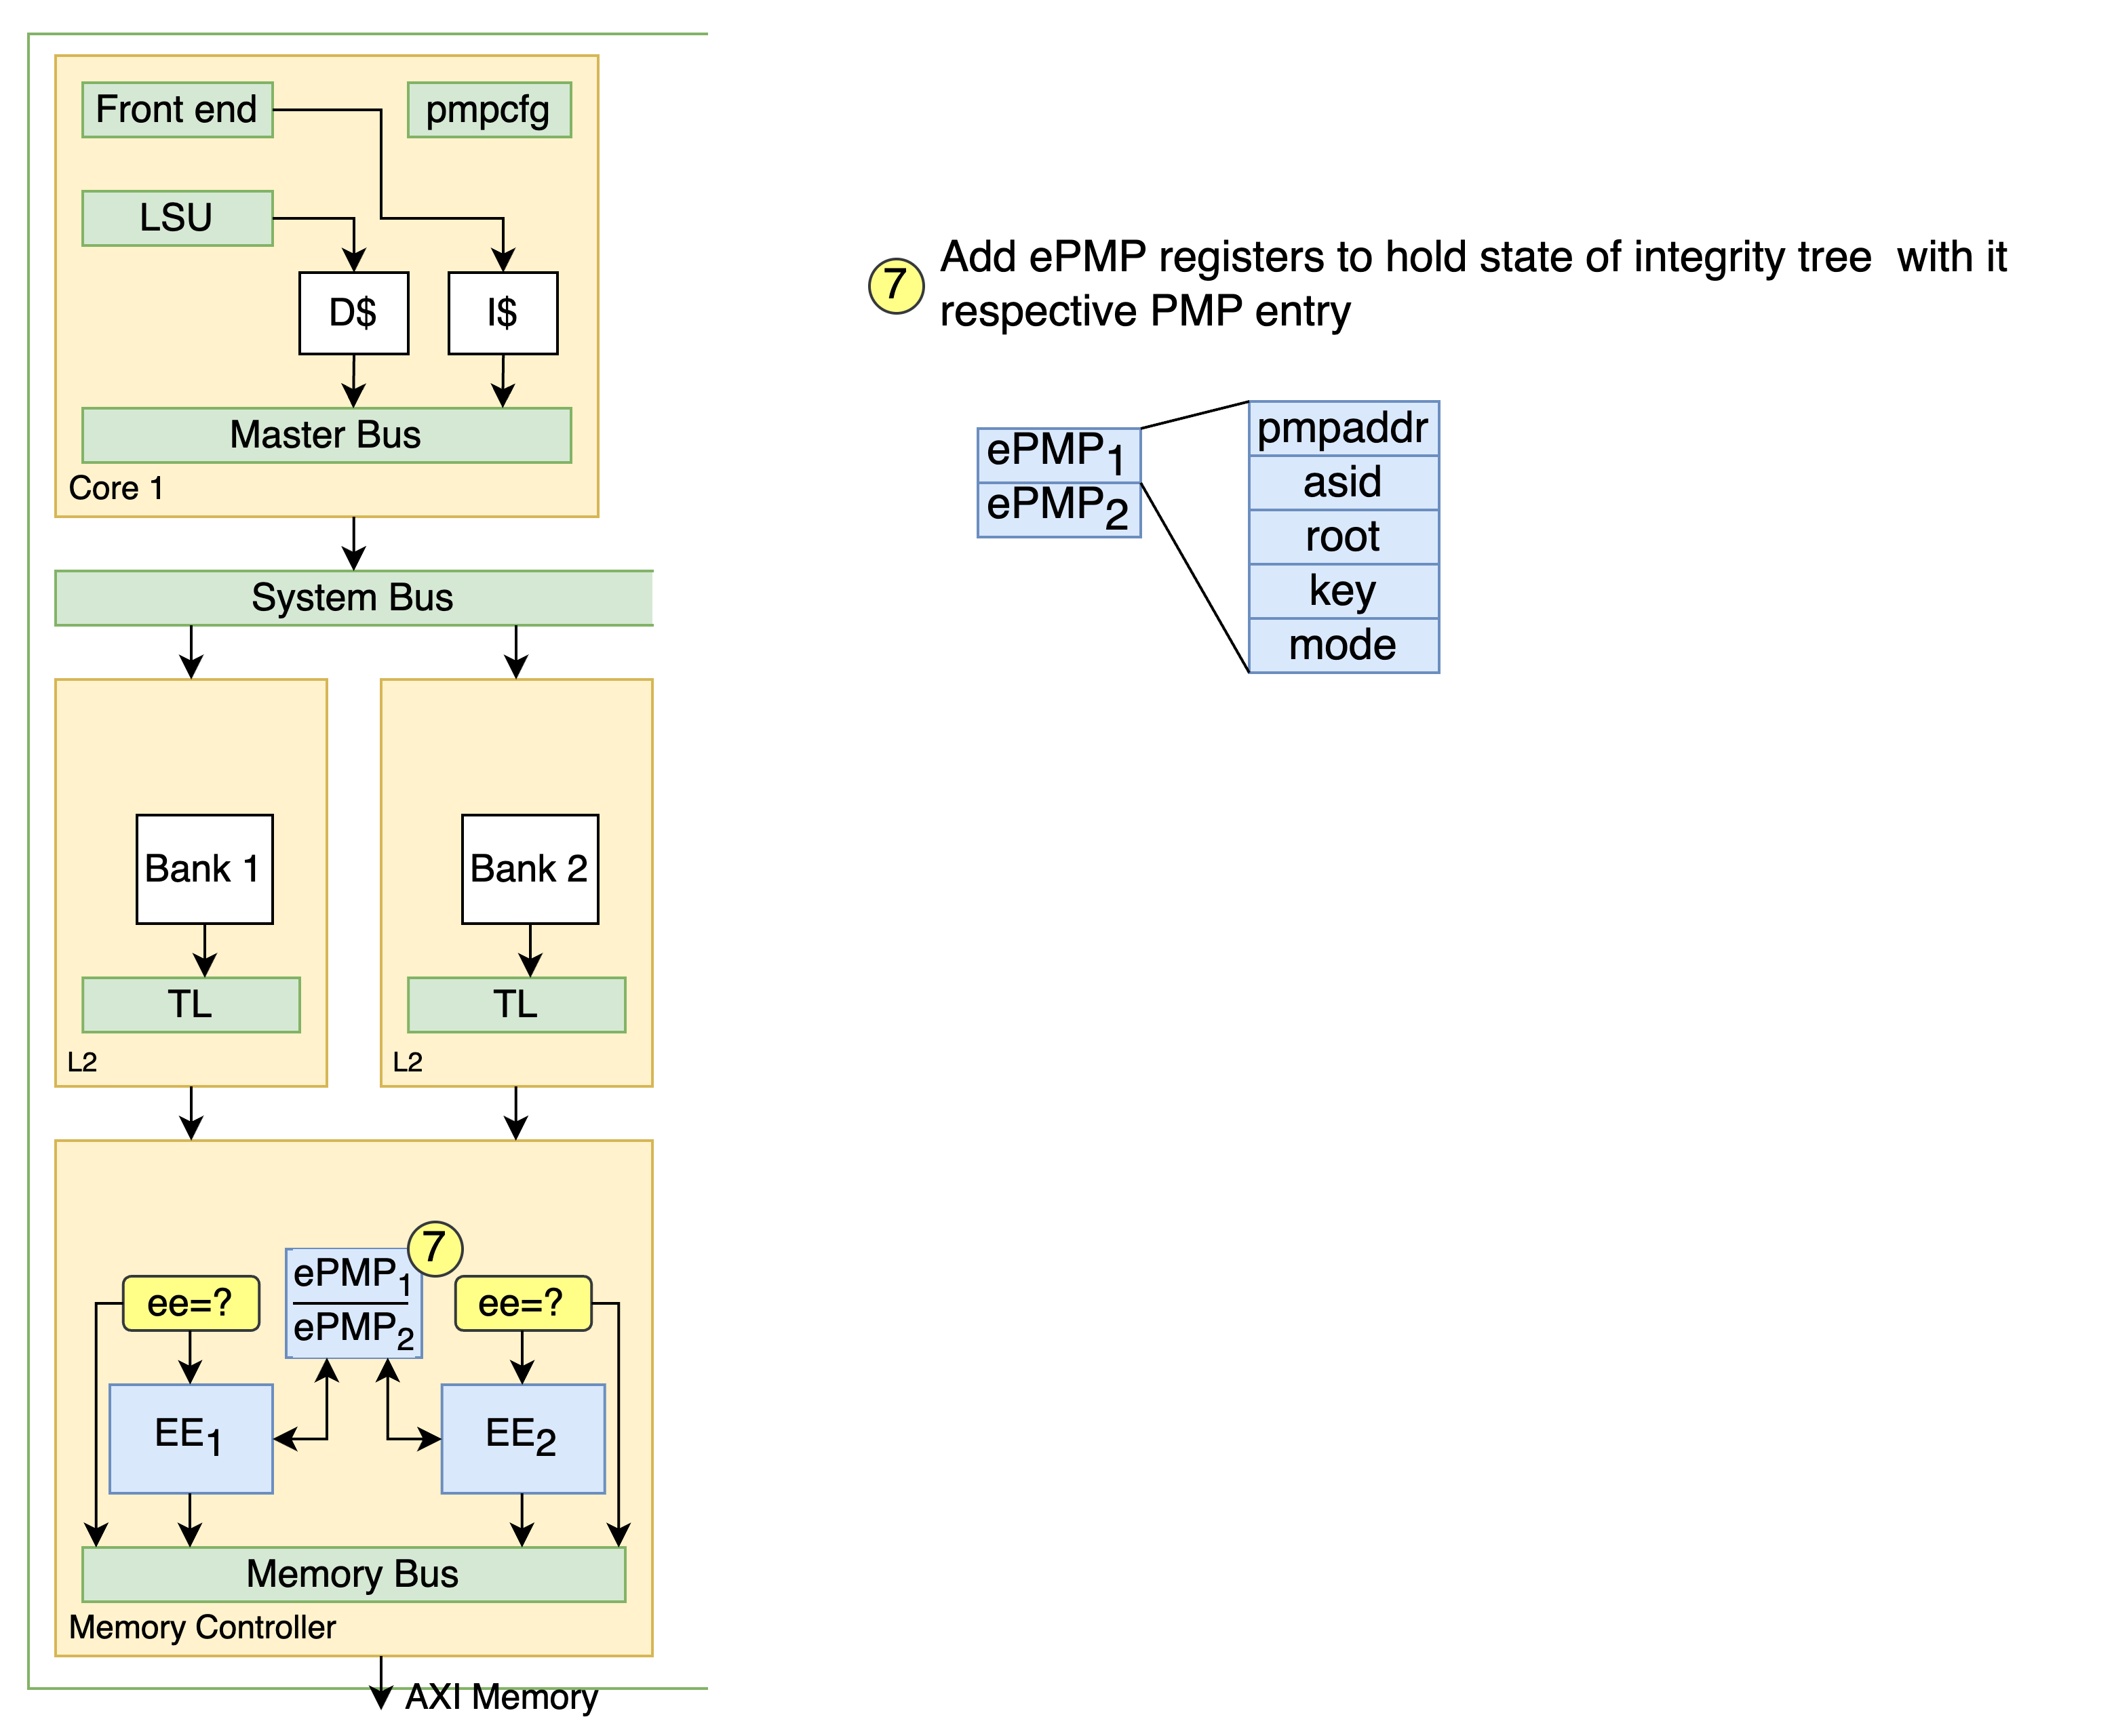 Front end
pmpcfg
LSU
D$
I$
Master Bus
Core 1
System Bus
Bank 1
Bank 2
TL
TL
L2
L2
7
ePMP1
ePMP2
ee=?
ee=?
EE1
EE2
Memory Bus
Memory Controller
AXI Memory
7
Add ePMP registers to hold state of integrity tree  with it
respective PMP entry
ePMP1
ePMP2
pmpaddr
asid
root
key
mode